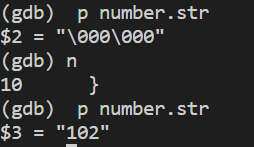 (gdb)  p number.str
$2 = "\000\000"
(gdb) n
10      }
(gdb)  p number.str
$3 = "102"